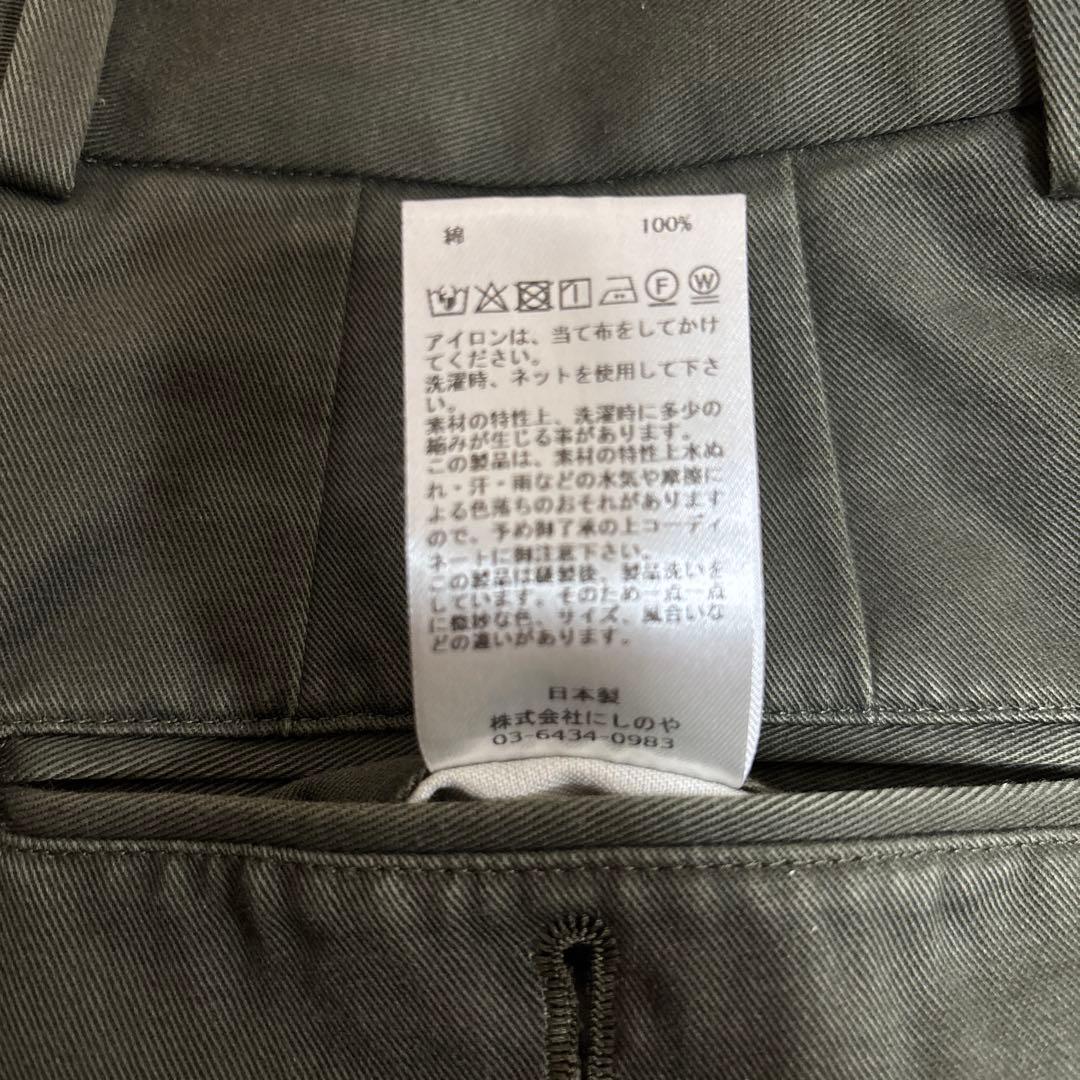 綿 100%
F W
アイロンは、当て布をしてかけ
てください。
洗濯時、ネットを使用して下さ
い。
素材の特性上、洗濯時に多少の
縮みが生じる事があります。
この製品は、素材の特性上水ぬ
れ・汗・雨などの水気や摩擦に
よる色落ちのおそれがあります
ので、予め御了承の上コーディ
ネートに御注意下さい。
この製品は縫製後、製品洗いを
しています。そのため一点一点
に微妙な色、サイズ、風合いな
どの違いがあります。
日本製
株式会社にしのや
03-6434-0983